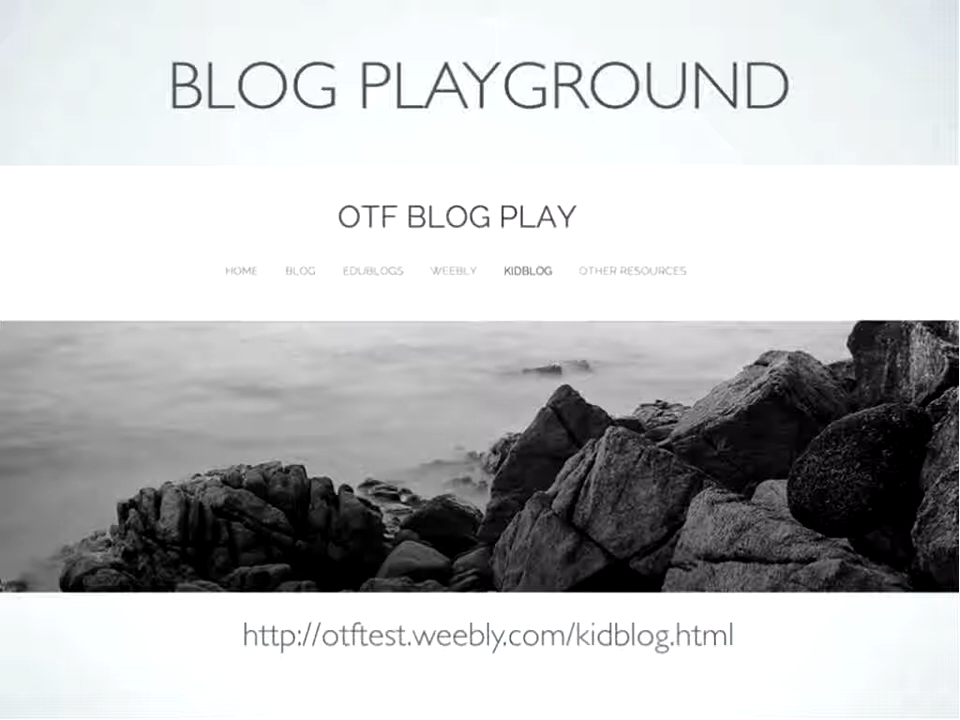 BLOG PLAYGROUND
OTF BLOG PLAY
HOME BLOG EDUBLOGS WEEBLY KIDBLOG OTHER RESOURCES
http://otftest.weebly.com/kidblog.html